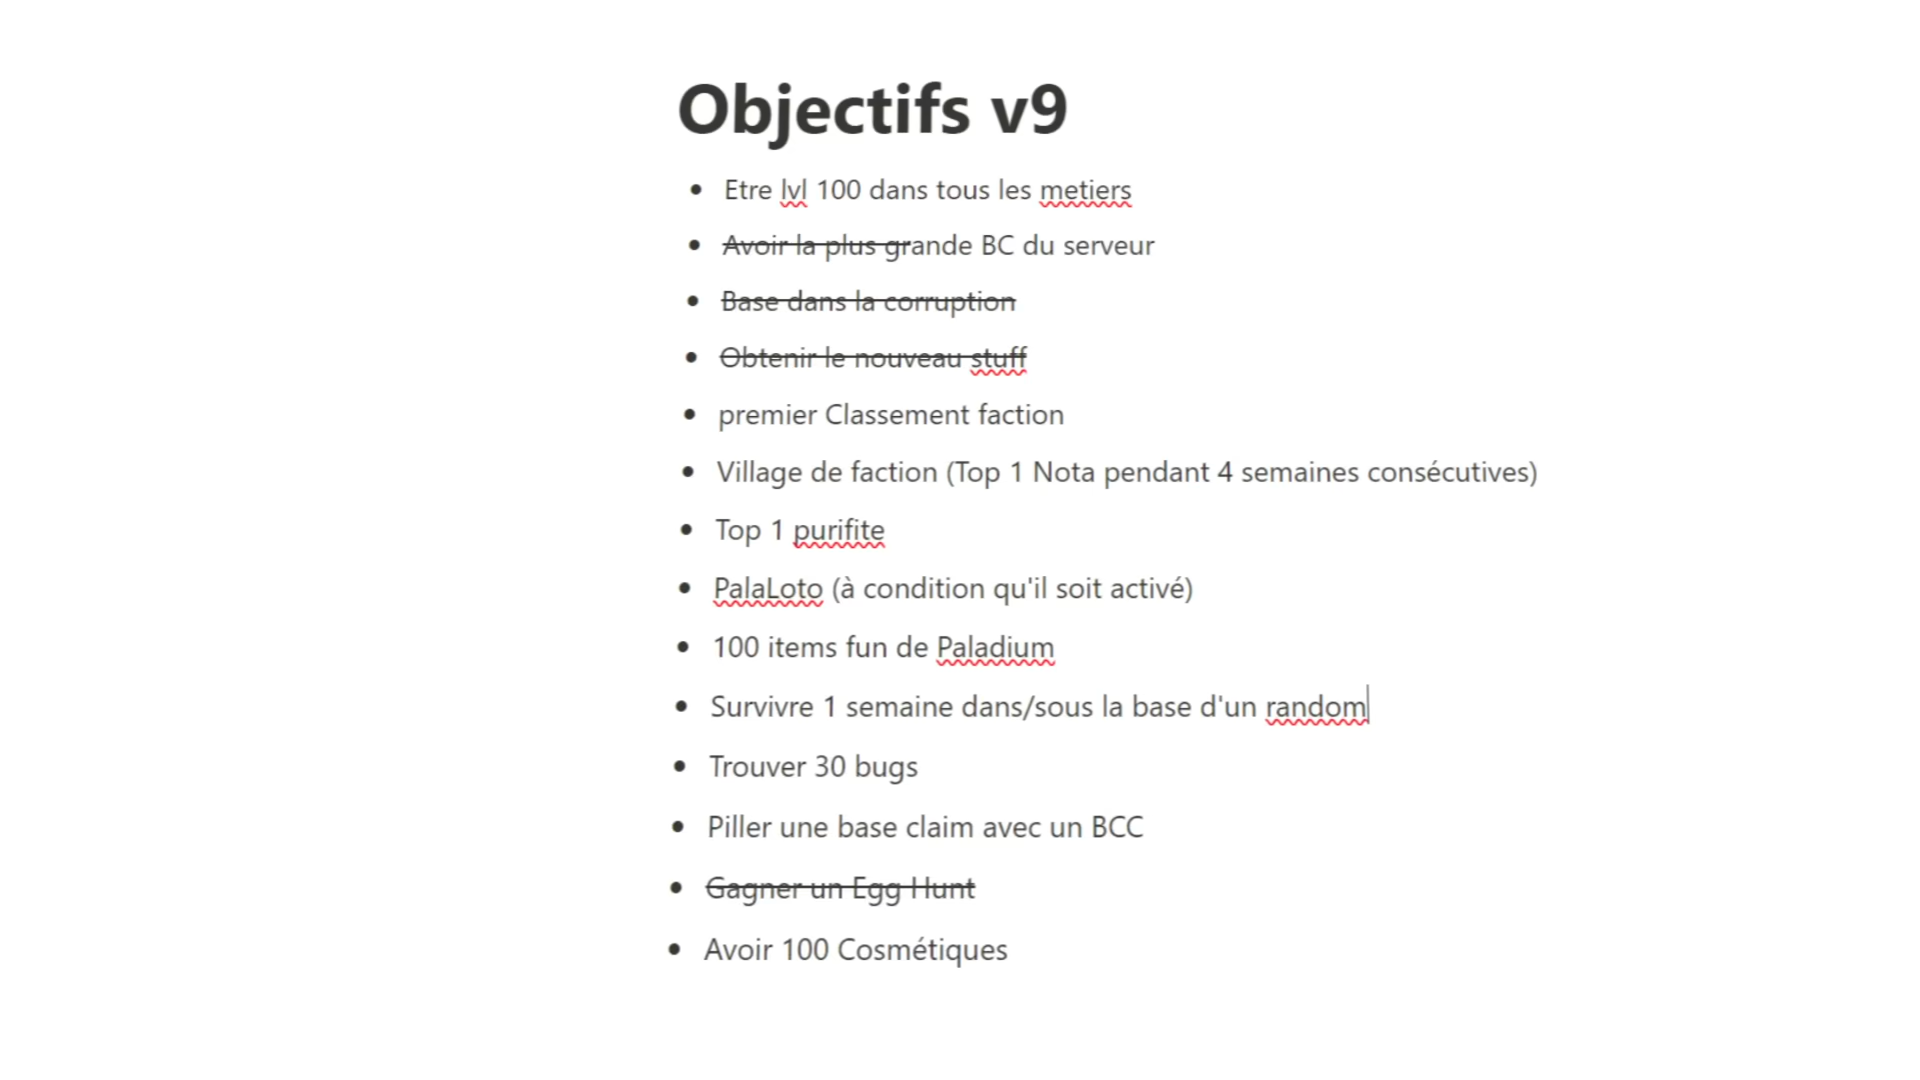 Objectifs v9
Etre lvl 100 dans tous les metiers
Avoir la plus grande BC du serveur
Base dans la corruption
Obtenir le nouveau stuff
premier Classement faction
Village de faction (Top 1 Nota pendant 4 semaines consécutives)
Top 1 purifite
PalaLoto (à condition qu'il soit activé)
100 items fun de Paladium
Survivre 1 semaine dans/sous la base d'un random
Trouver 30 bugs
Piller une base claim avec un BCC
Gagner un Egg Hunt
Avoir 100 Cosmétiques